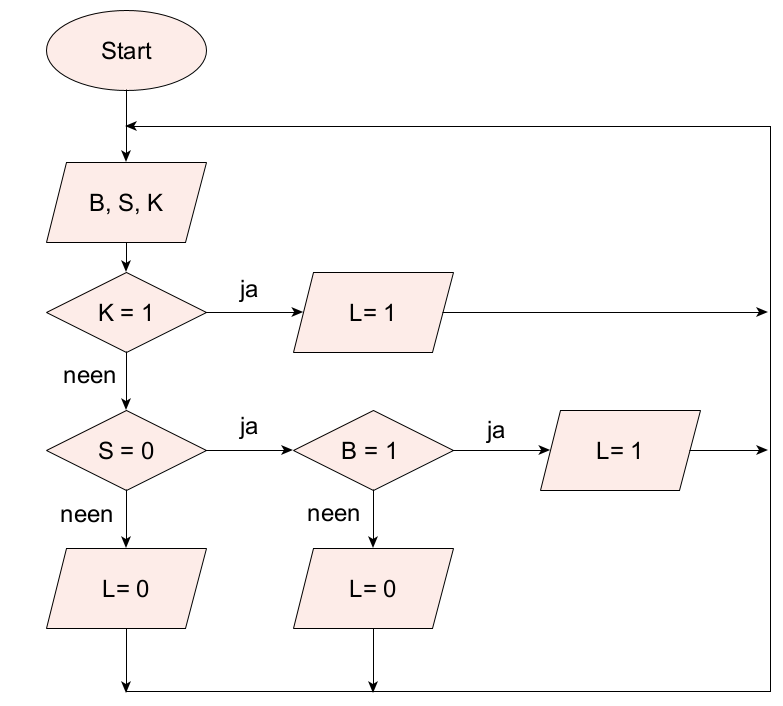 Start
B, S, K
K = 1
ja
L= 1
neen
S = 0
ja
B = 1
ja
L= 1
neen
neen
L= 0
L= 0